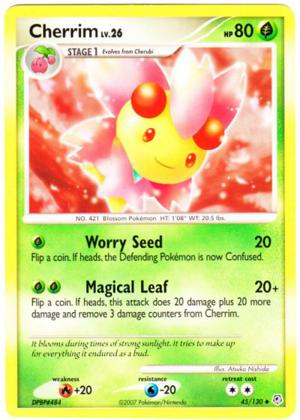 Cherrim LV.26
HP 80
STAGE 1 Evolves from Cherubi
NO. 421 Blossom Pokémon HT: 1'08" WT: 20.5 lbs.
Worry Seed 20
Flip a coin. If heads, the Defending Pokémon is now Confused.
Magical Leaf 20+
Flip a coin. If heads, this attack does 20 damage plus 20 more
damage and remove 3 damage counters from Cherrim.
Illus. Atsuko Nishida
It blooms during times of strong sunlight. It tries to make up
for everything it endured as a bud.
weakness resistance retreat cost
+20 -20
DPBP#484 ©2007 Pokémon/Nintendo 45/130